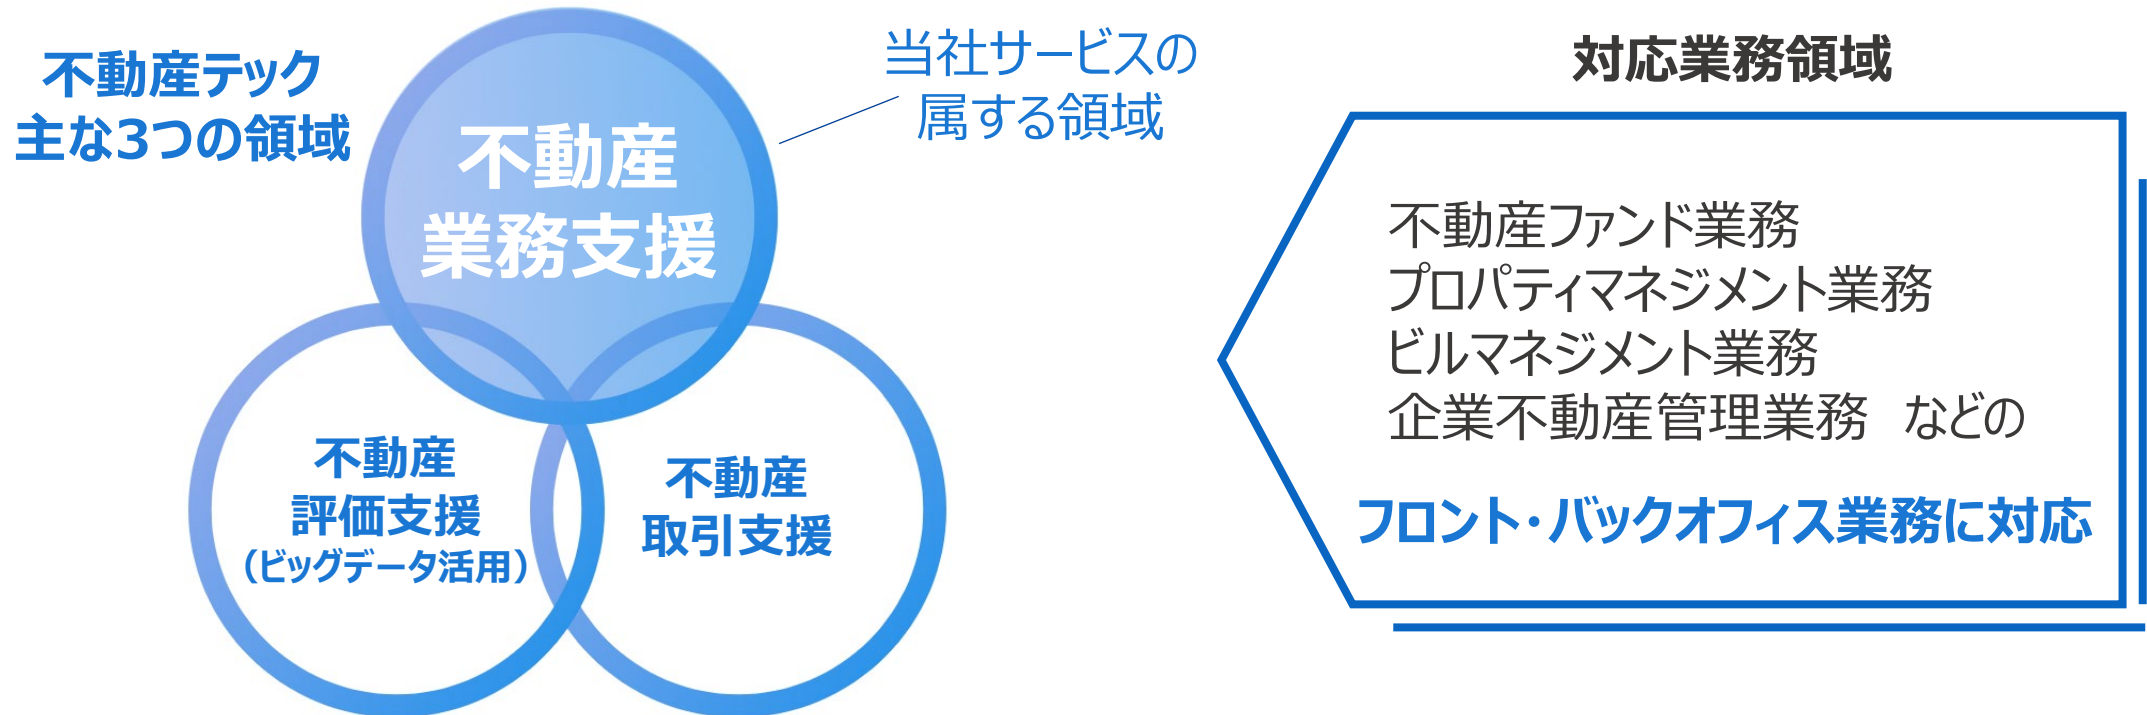 不動産テック
主な3つの領域
不動産
業務支援
当社サービスの
属する領域
不動産
評価支援
（ビッグデータ活用）
不動産
取引支援
対応業務領域
不動産ファンド業務
プロパティマネジメント業務
ビルマネジメント業務
企業不動産管理業務　などの
フロント・バックオフィス業務に対応